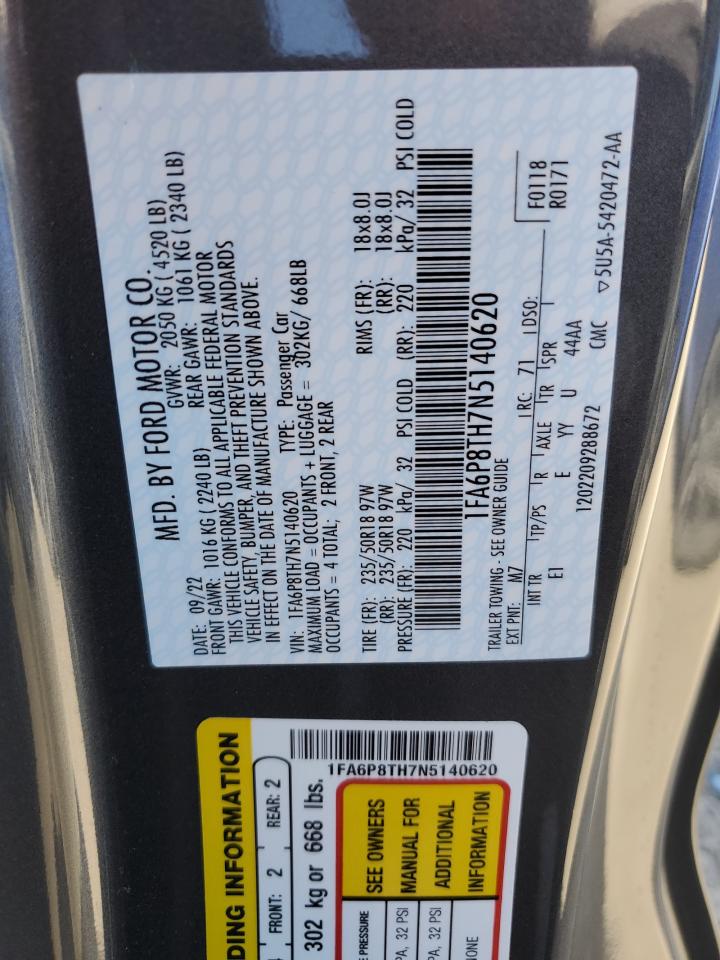 MFD. BY FORD MOTOR CO.
DATE: 09/22 GVWR: 2050 KG ( 4520 LB)
FRONT GAWR: 1016 KG ( 2240 LB) REAR GAWR: 1061 KG ( 2340 LB)
THIS VEHICLE CONFORMS TO ALL APPLICABLE FEDERAL MOTOR
VEHICLE SAFETY, BUMPER, AND THEFT PREVENTION STANDARDS
IN EFFECT ON THE DATE OF MANUFACTURE SHOWN ABOVE.
VIN: 1FA6P8TH7N5140620 TYPE: Passenger Car
MAXIMUM LOAD = OCCUPANTS + LUGGAGE = 302KG/ 668LB
OCCUPANTS = 4 TOTAL; 2 FRONT, 2 REAR
TIRE (FR): 235/50R18 97W RIMS (FR): 18x8.0J
(RR): 235/50R18 97W (RR): 18x8.0J
PRESSURE (FR): 220 kPa/ 32 PSI COLD (RR): 220 kPa/ 32 PSI COLD
1FA6P8TH7N5140620
TRAILER TOWING - SEE OWNER GUIDE
EXT PNT: M7 RC: 71 DSO:
F0118
R0171
INT TR TP/PS R AXLE TR SPR
E1 E YY U 44AA
1202209288672 CMC ▽5U5A-5420472-AA
DING INFORMATION
FRONT: 2 REAR: 2
302 kg or 668 lbs.
1FA6P8TH7N5140620
PRESSURE
PA, 32 PSI
PA, 32 PSI
NONE
SEE OWNERS
MANUAL FOR
ADDITIONAL
INFORMATION